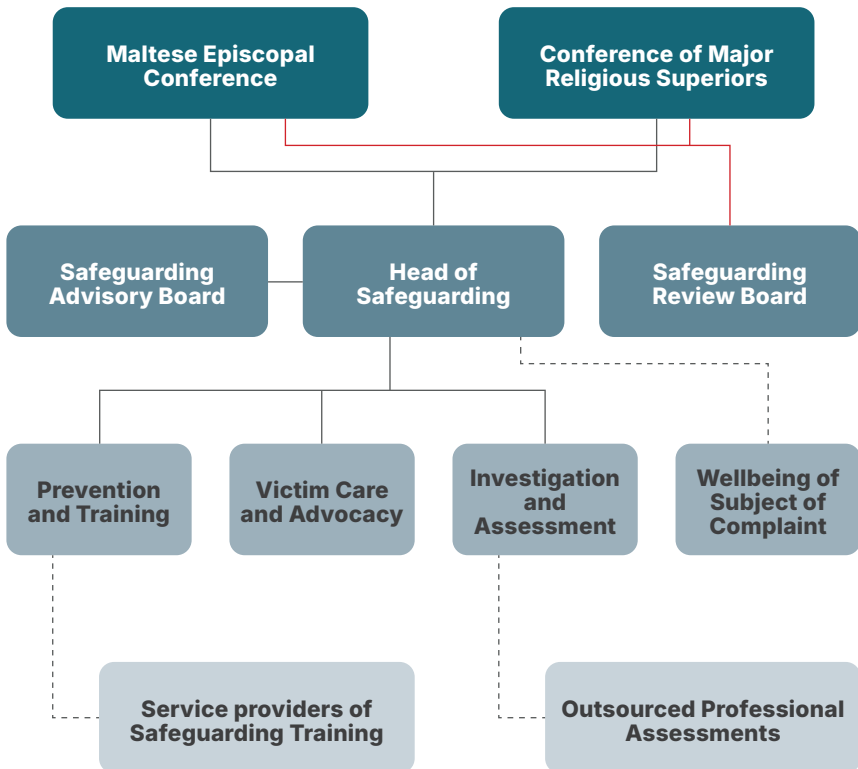 Maltese Episcopal
Conference
Conference of Major
Religious Superiors
Safeguarding
Advisory Board
Head of
Safeguarding
Safeguarding
Review Board
Prevention
and Training
Victim Care
and Advocacy
Investigation
and
Assessment
Wellbeing of
Subject of
Complaint
Service providers of
Safeguarding Training
Outsourced Professional
Assessments